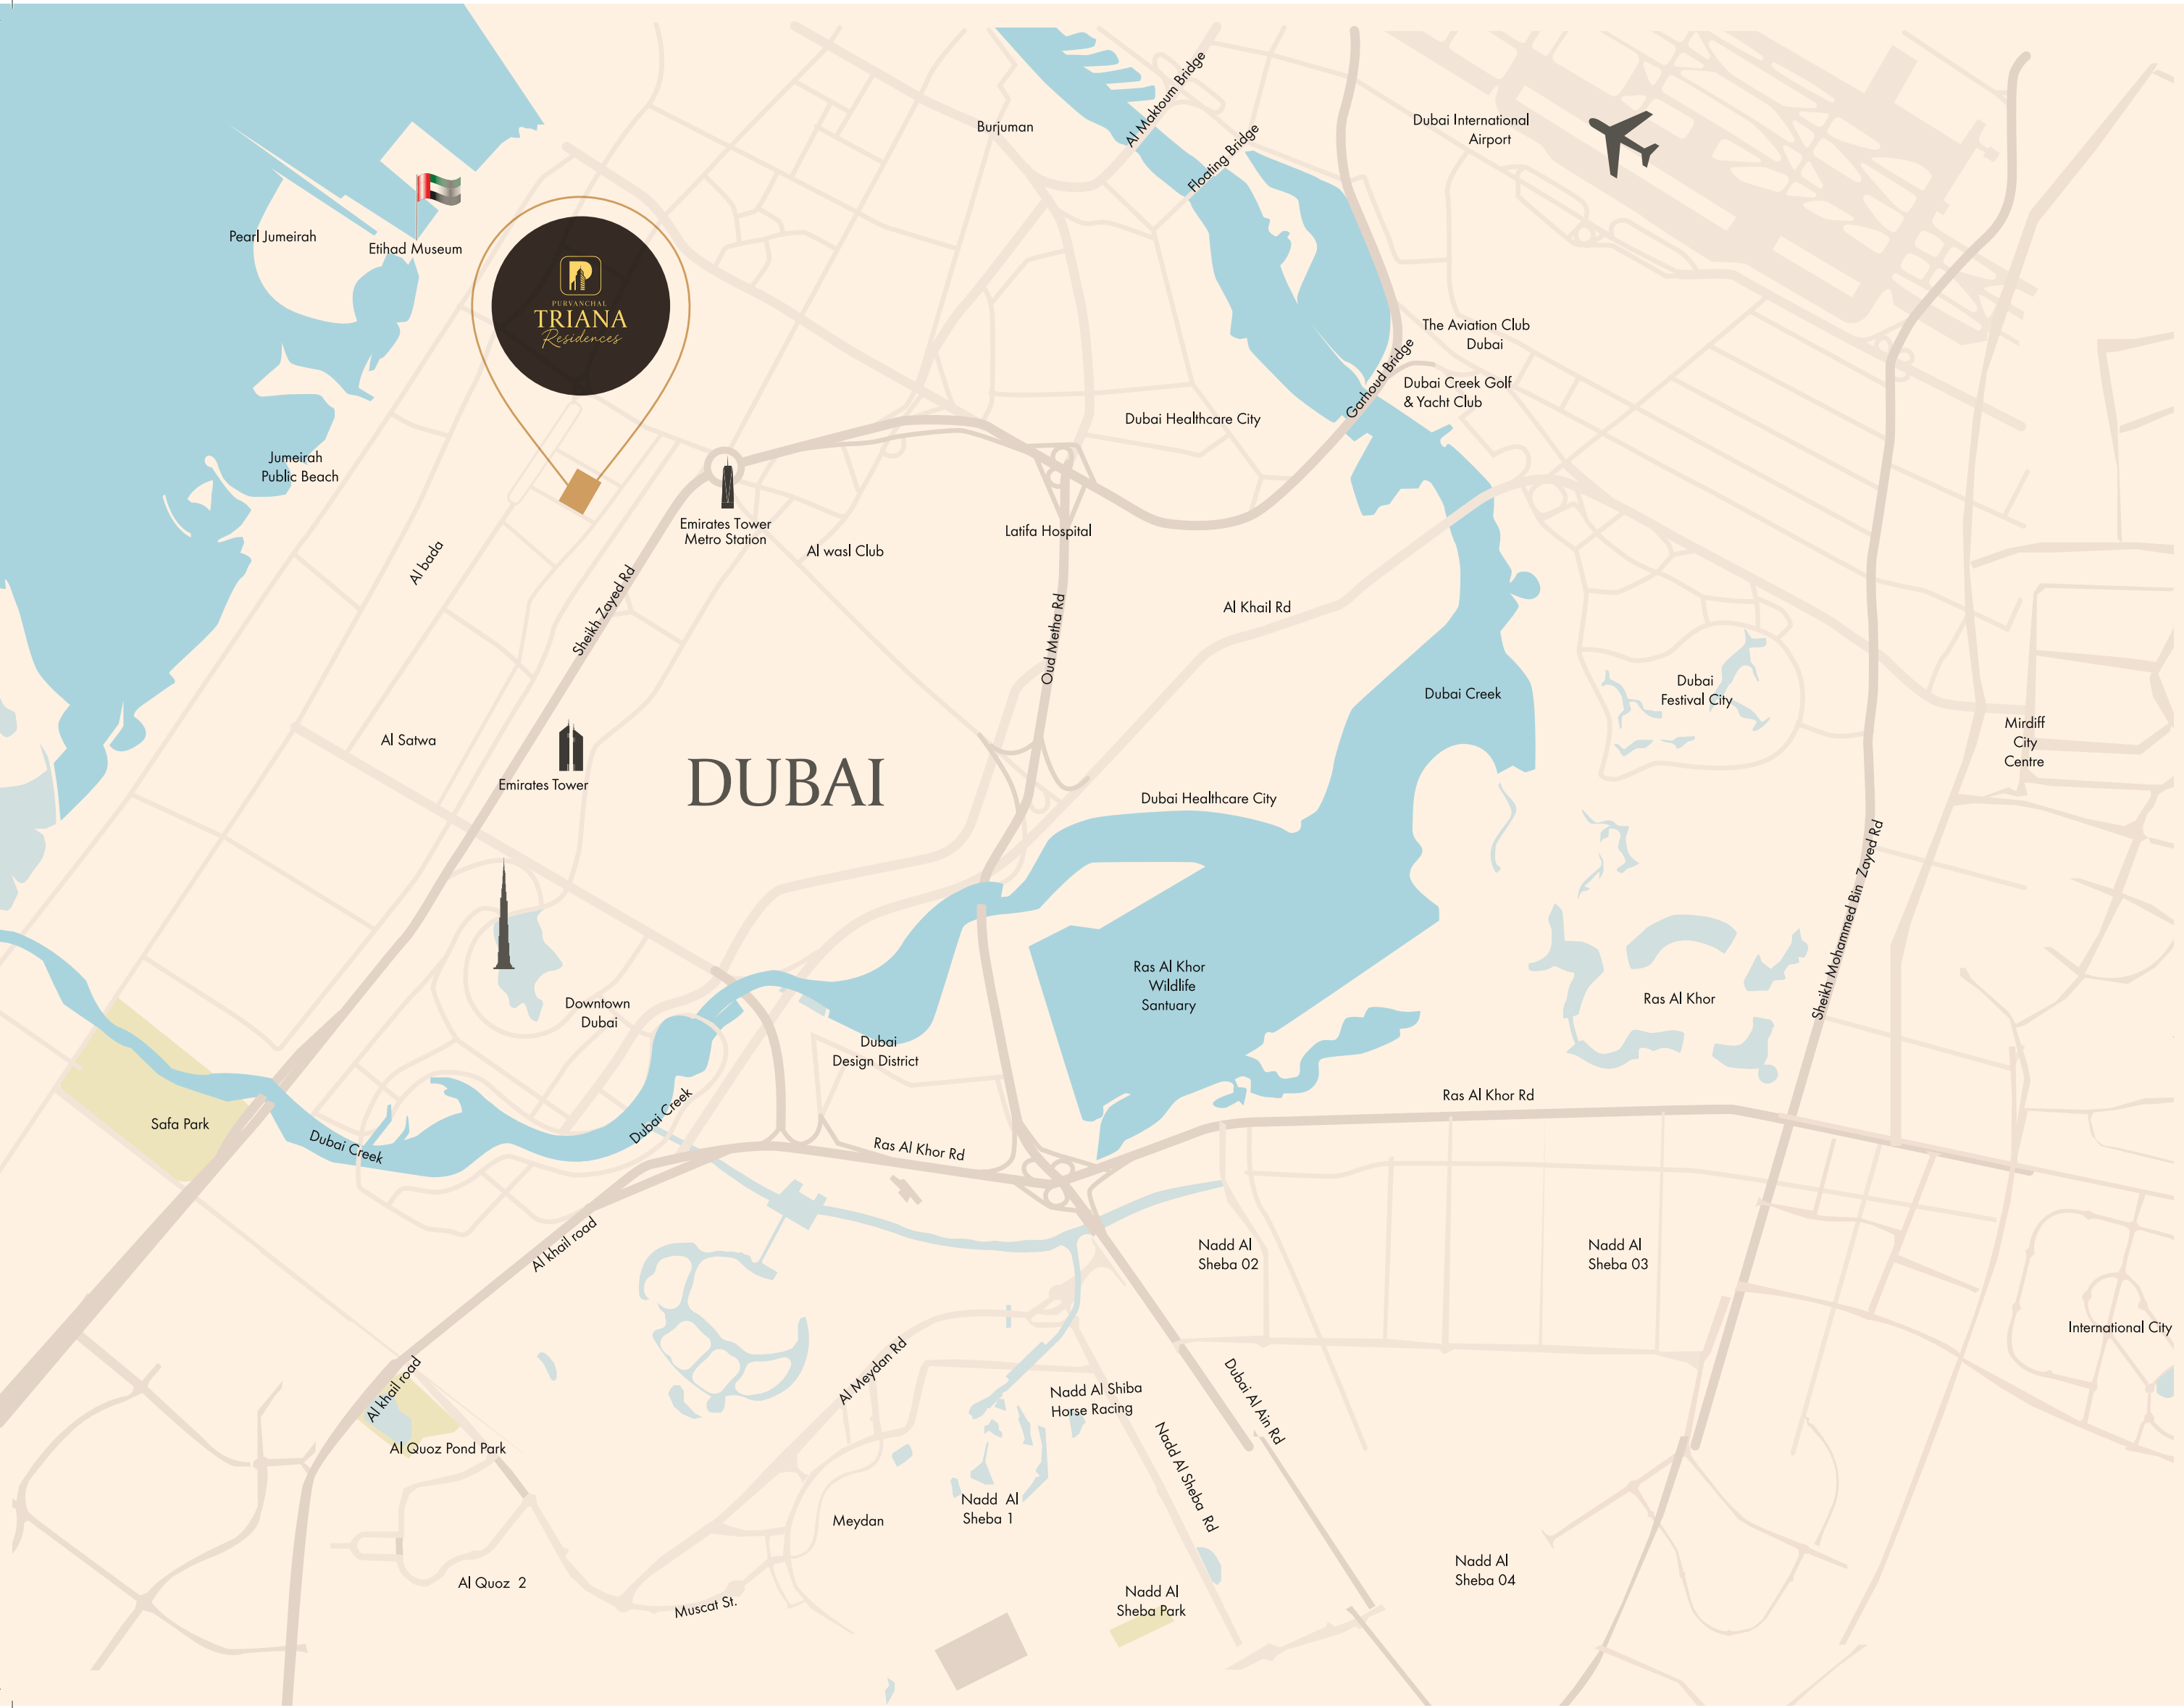 Al Maktoum Bridge
Burjuman
Floating Bridge
Dubai International
Airport
Pearl Jumeirah
Etihad Museum
P
PURVANCHAL
TRIANA
Residences
The Aviation Club
Dubai
Garhoud Bridge
Dubai Creek Golf
& Yacht Club
Dubai Healthcare City
Jumeirah
Public Beach
Emirates Tower
Metro Station
Al wasl Club
Latifa Hospital
Al bada
Sheikh Zayed Rd
Oud Metha Rd
Al Khail Rd
Dubai Creek
Dubai
Festival City
Mirdiff
City
Centre
Al Satwa
Emirates Tower
DUBAI
Dubai Healthcare City
Sheikh Mohammed Bin Zayed Rd
Ras Al Khor
Wildlife
Santuary
Ras Al Khor
Downtown
Dubai
Dubai
Design District
Safa Park
Dubai Creek
Dubai Creek
Ras Al Khor Rd
Ras Al Khor Rd
Al khail road
Nadd Al
Sheba 02
Nadd Al
Sheba 03
International City
Al khail road
Al Meydan Rd
Nadd Al Shiba
Horse Racing
Dubai Al Ain Rd
Al Quoz Pond Park
Nadd Al Sheba Rd
Nadd Al
Sheba 1
Meydan
Al Quoz 2
Muscat St.
Nadd Al
Sheba Park
Nadd Al
Sheba 04